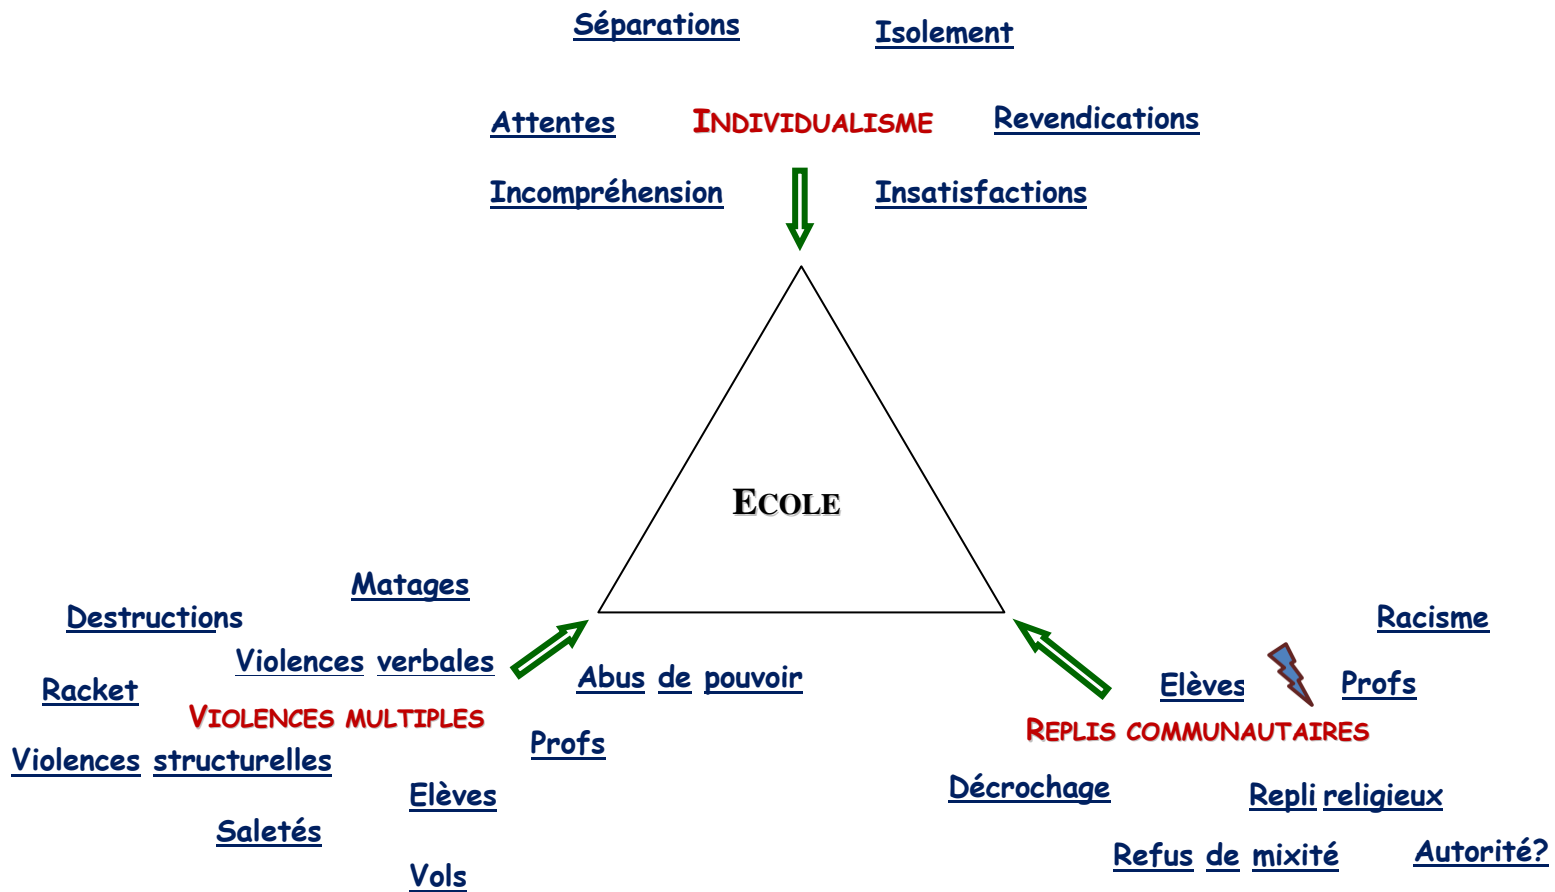 Séparations
Isolement
Attentes
INDIVIDUALISME
Revendications
Incompréhension
Insatisfactions
ECOLE
Matages
Destructions
Violences verbales
Racket
VIOLENCES MULTIPLES
Abus de pouvoir
Profs
Violences structurelles
Elèves
Saletés
Vols
Racisme
Elèves
Profs
REPLIS COMMUNAUTAIRES
Décrochage
Repli religieux
Refus de mixité
Autorité?